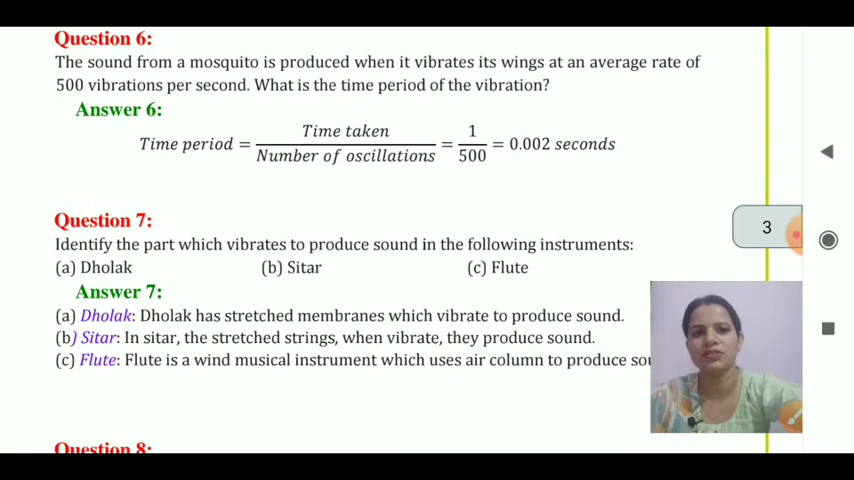 Question 6:
The sound from a mosquito is produced when it vibrates its wings at an average rate of
500 vibrations per second. What is the time period of the vibration?
Answer 6:
Time period = Time taken / Number of oscillations = 1 / 500 = 0.002 seconds
3
Question 7:
Identify the part which vibrates to produce sound in the following instruments:
(a) Dholak (b) Sitar (c) Flute
Answer 7:
(a) Dholak: Dholak has stretched membranes which vibrate to produce sound.
(b) Sitar: In sitar, the stretched strings, when vibrate, they produce sound.
(c) Flute: Flute is a wind musical instrument which uses air column to produce
Question 8: